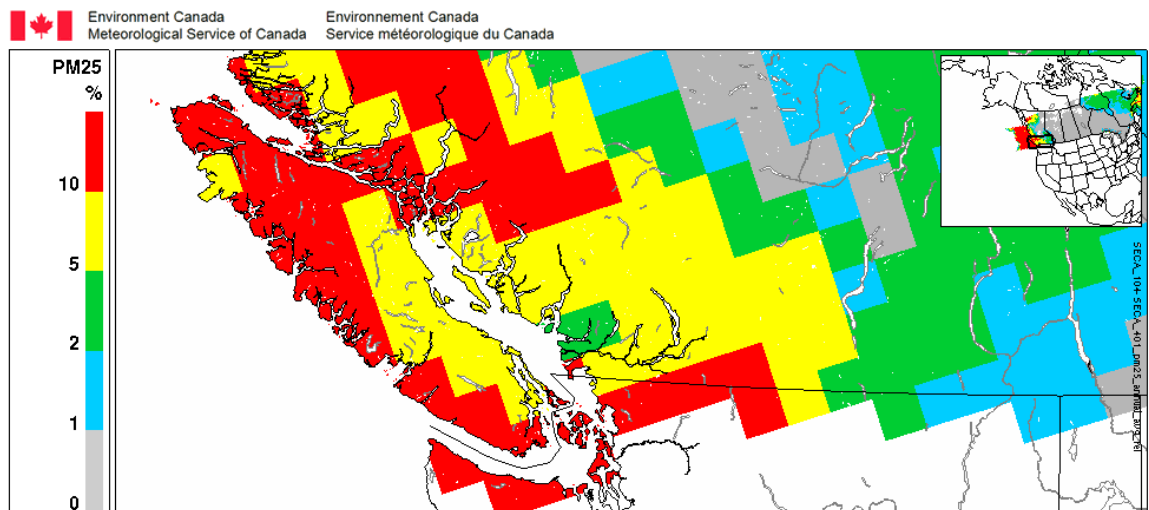 Environment Canada
Meteorological Service of Canada
Environnement Canada
Service météorologique du Canada
PM25
%
10
5
2
1
0
SECA_104-SECA_401_pm25_annual_avg_rel